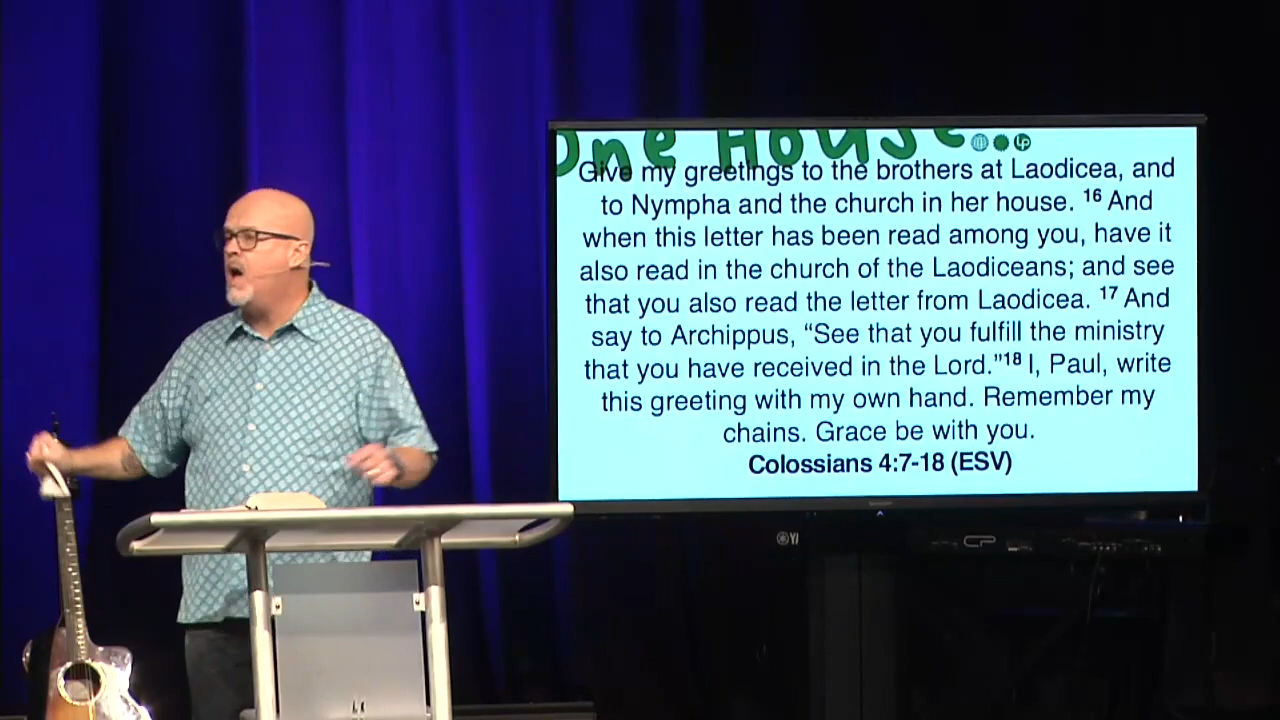 One House
LP
Give my greetings to the brothers at Laodicea, and
to Nympha and the church in her house. 16 And
when this letter has been read among you, have it
also read in the church of the Laodiceans; and see
that you also read the letter from Laodicea. 17 And
say to Archippus, “See that you fulfill the ministry
that you have received in the Lord.”18 I, Paul, write
this greeting with my own hand. Remember my
chains. Grace be with you.
Colossians 4:7-18 (ESV)